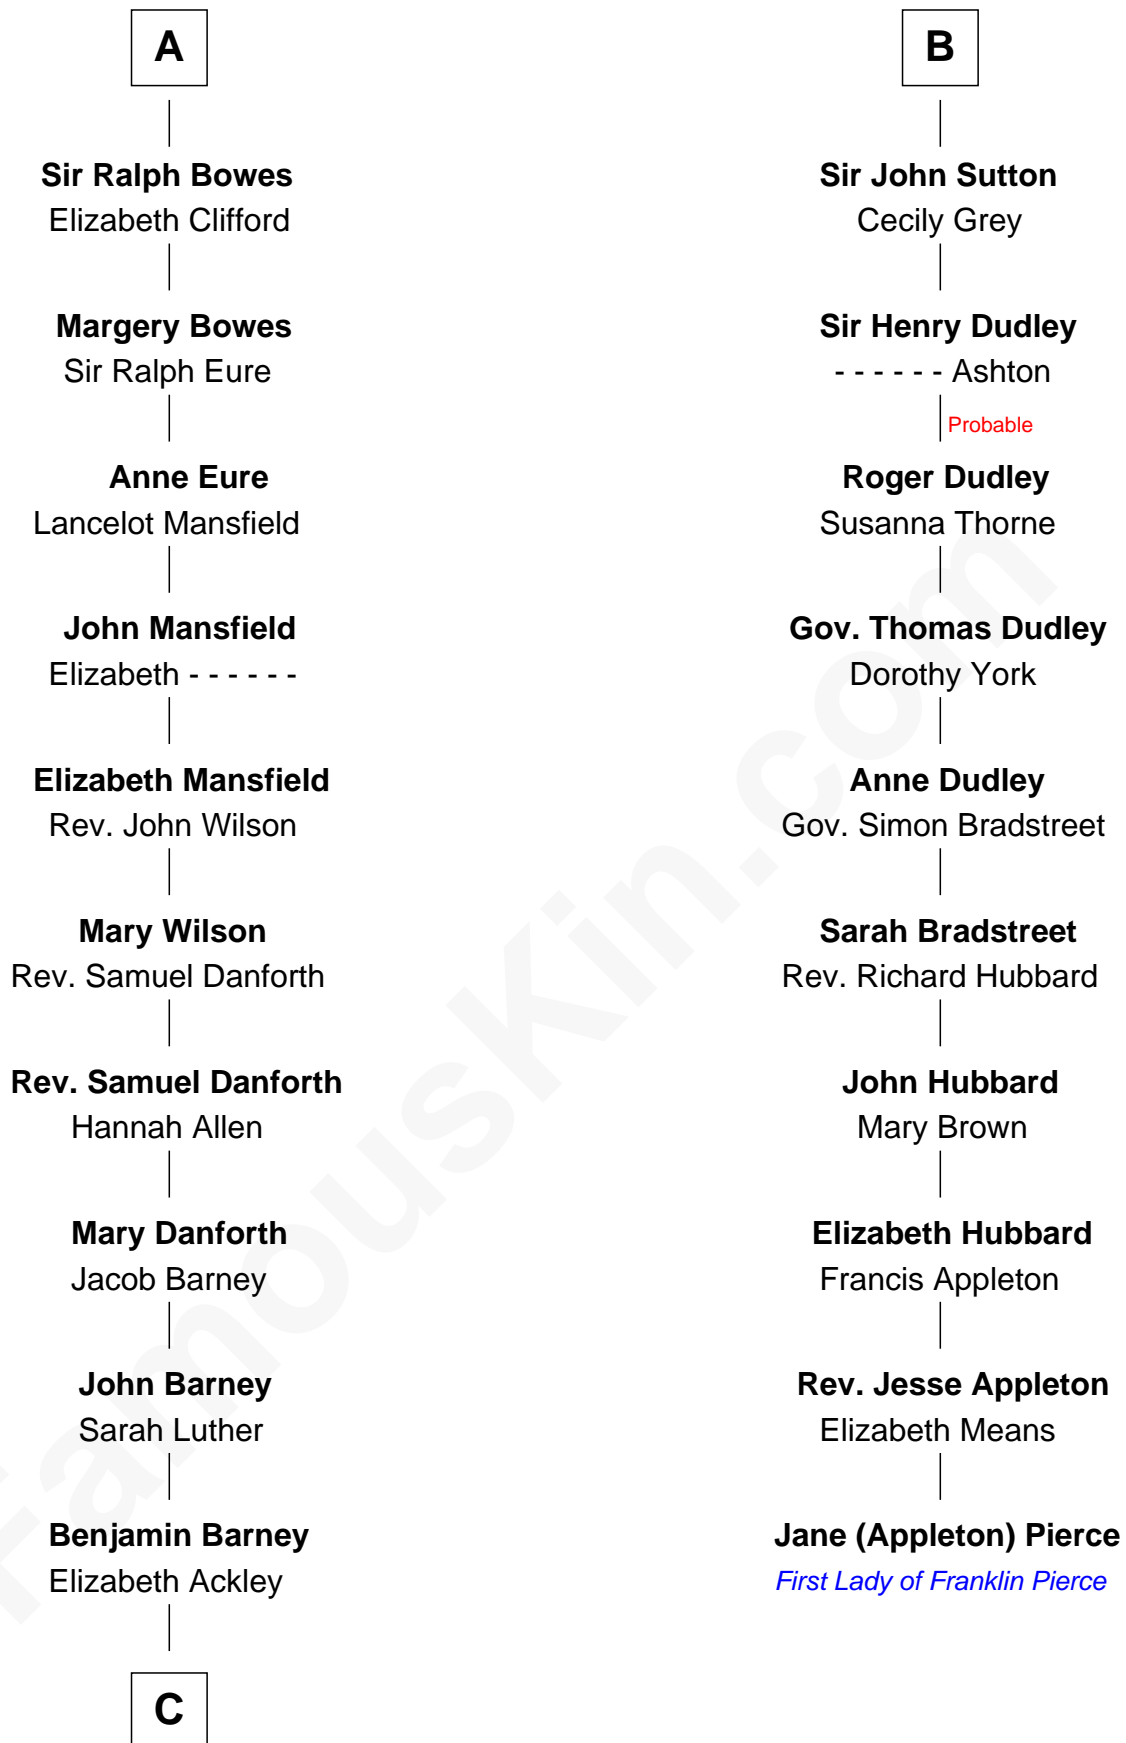 A
Sir Ralph Bowes
Elizabeth Clifford
Margery Bowes
Sir Ralph Eure
Anne Eure
Lancelot Mansfield
John Mansfield
Elizabeth - - - - - -
Elizabeth Mansfield
Rev. John Wilson
Mary Wilson
Rev. Samuel Danforth
Rev. Samuel Danforth
Hannah Allen
Mary Danforth
Jacob Barney
John Barney
Sarah Luther
Benjamin Barney
Elizabeth Ackley
C
B
Sir John Sutton
Cecily Grey
Sir Henry Dudley
- - - - - - Ashton
Probable
Roger Dudley
Susanna Thorne
Gov. Thomas Dudley
Dorothy York
Anne Dudley
Gov. Simon Bradstreet
Sarah Bradstreet
Rev. Richard Hubbard
John Hubbard
Mary Brown
Elizabeth Hubbard
Francis Appleton
Rev. Jesse Appleton
Elizabeth Means
Jane (Appleton) Pierce
First Lady of Franklin Pierce
FamousKin.com